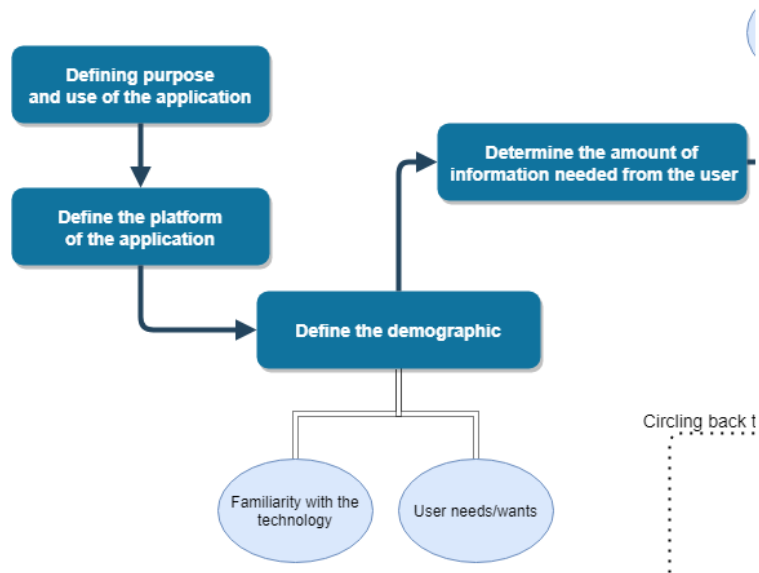 Defining purpose
and use of the application
Define the platform
of the application
Determine the amount of
information needed from the user
Define the demographic
Familiarity with the
technology
User needs/wants
Circling back t